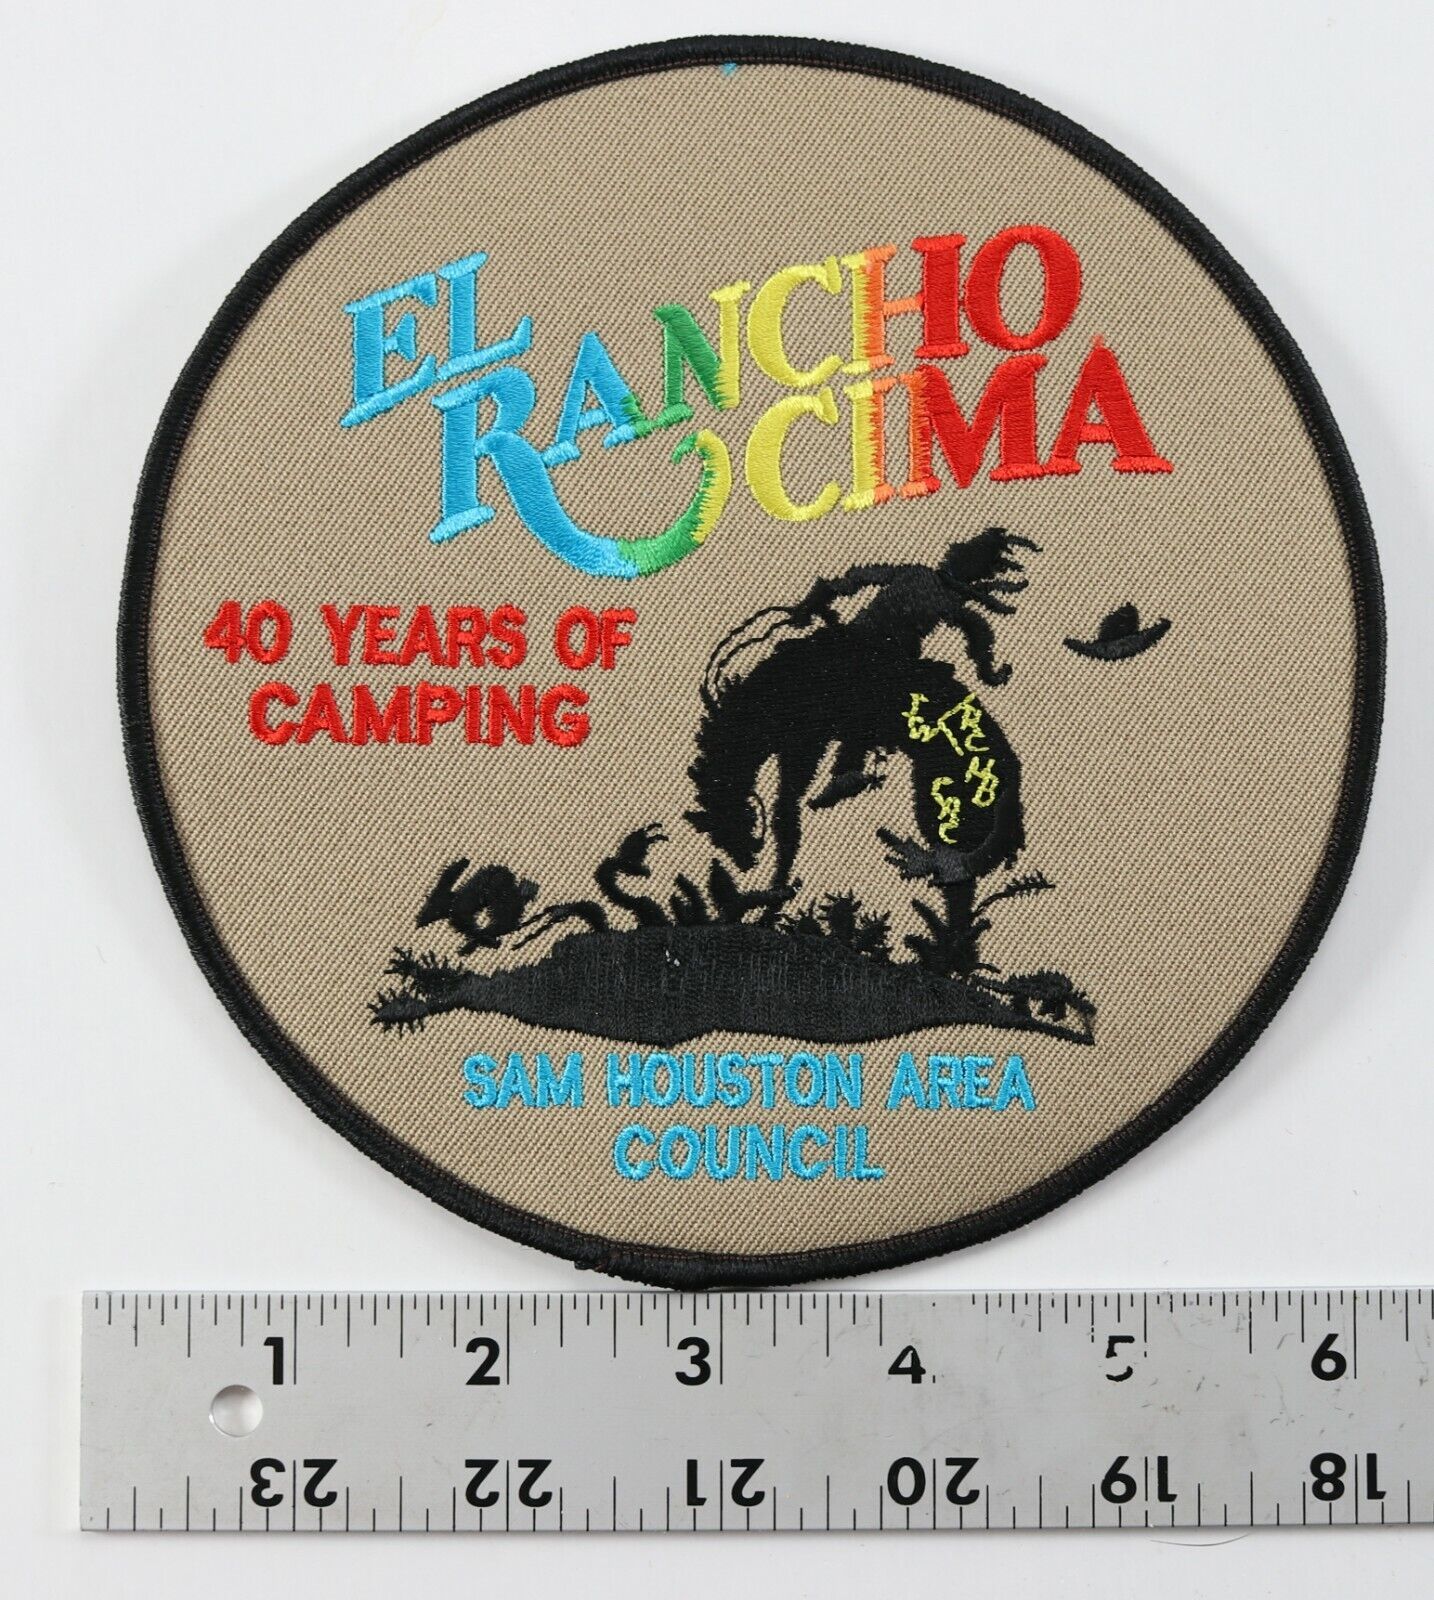 EL RANCHO
CIMA
40 YEARS OF
CAMPING
SAM HOUSTON AREA
COUNCIL
1 2 3 4 5 6
23 22 21 20 19 18